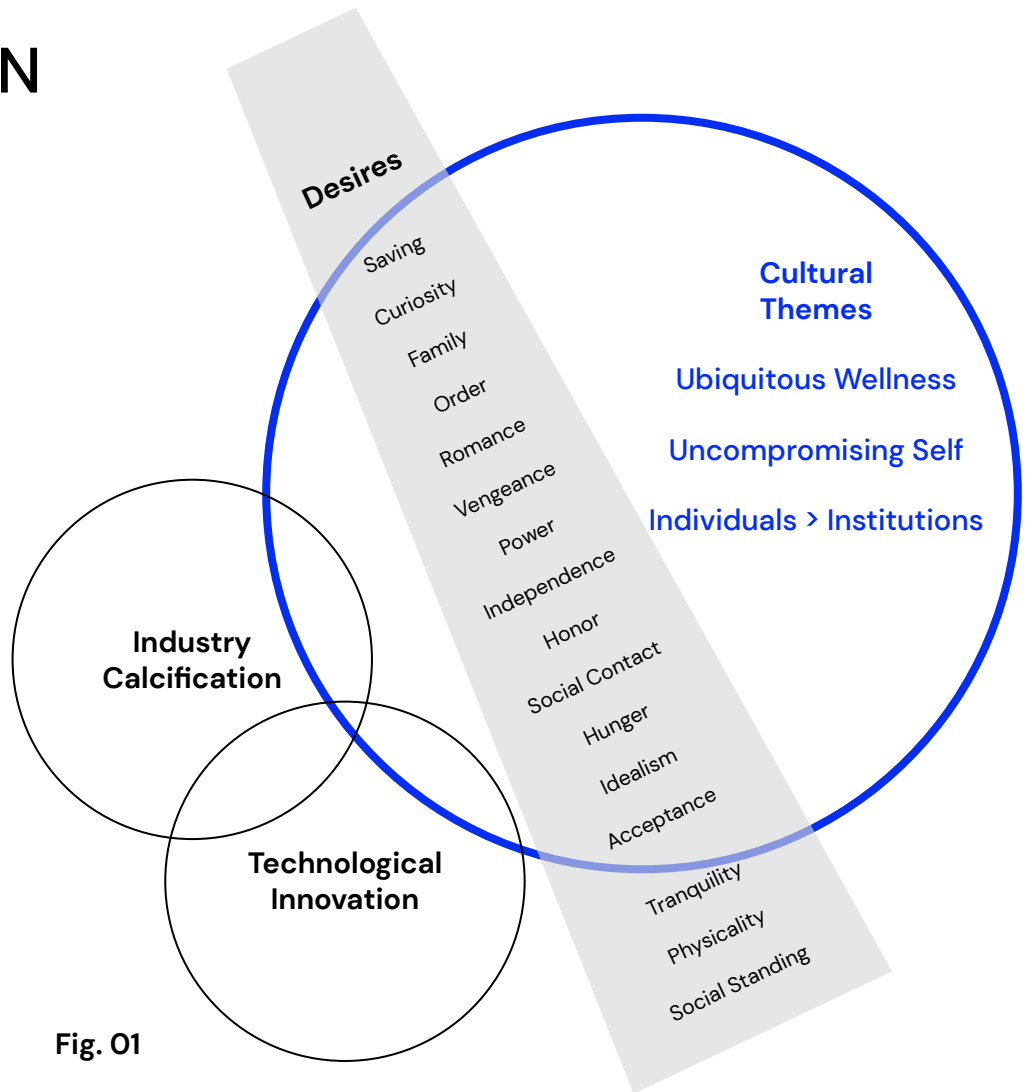 N
Desires
Saving
Curiosity
Family
Order
Romance
Vengeance
Power
Independence
Honor
Social Contact
Hunger
Idealism
Acceptance
Tranquility
Physicality
Social Standing
Cultural
Themes
Ubiquitous Wellness
Uncompromising Self
Individuals > Institutions
Industry
Calcification
Technological
Innovation
Fig. 01